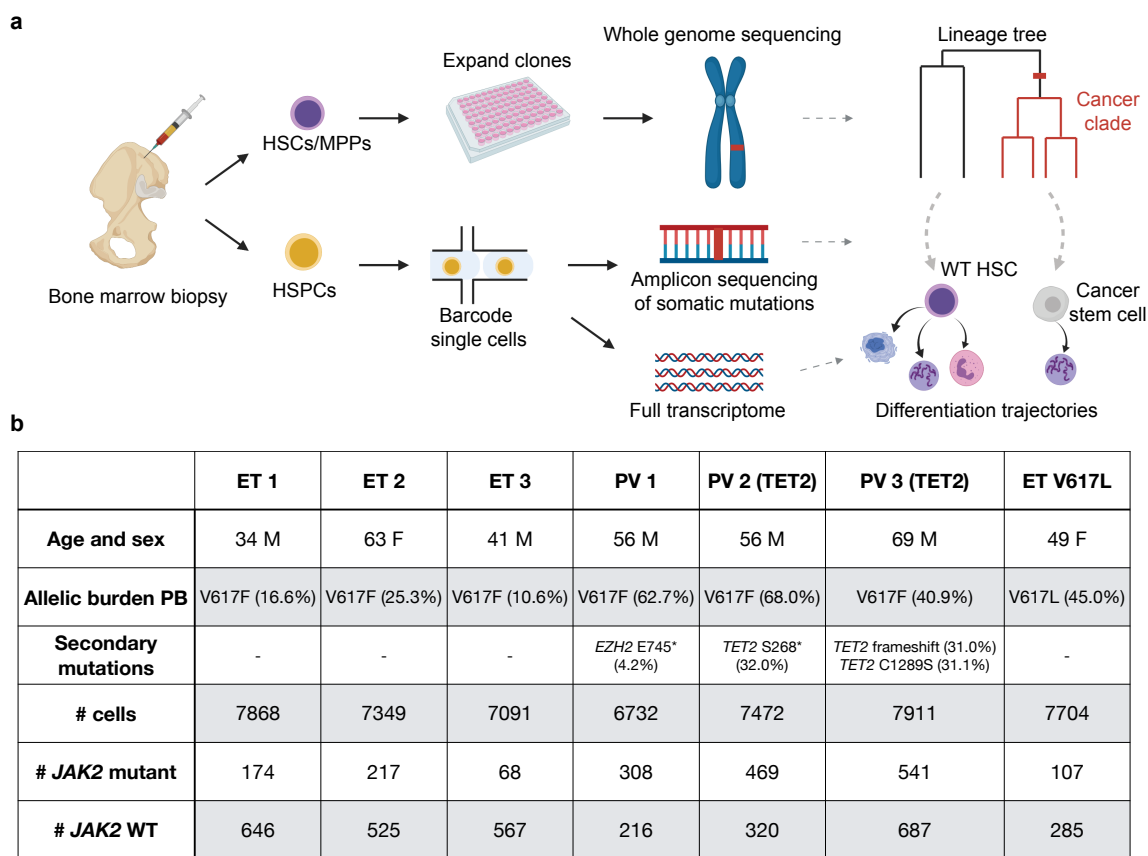 a
Whole genome sequencing
Lineage tree
Expand clones
Cancer
clade
HSCs/MPPs
WT HSC
Bone marrow biopsy
HSPCs
Amplicon sequencing
of somatic mutations
Cancer
stem cell
Barcode
single cells
Full transcriptome
Differentiation trajectories
b
ET 1 ET 2 ET 3 PV 1 PV 2 (TET2) PV 3 (TET2) ET V617L
Age and sex 34 M 63 F 41 M 56 M 56 M 69 M 49 F
Allelic burden PB V617F (16.6%) V617F (25.3%) V617F (10.6%) V617F (62.7%) V617F (68.0%) V617F (40.9%) V617L (45.0%)
Secondary mutations - - - EZH2 E745* (4.2%) TET2 S268* (32.0%) TET2 frameshift (31.0%) TET2 C1289S (31.1%) -
# cells 7868 7349 7091 6732 7472 7911 7704
# JAK2 mutant 174 217 68 308 469 541 107
# JAK2 WT 646 525 567 216 320 687 285